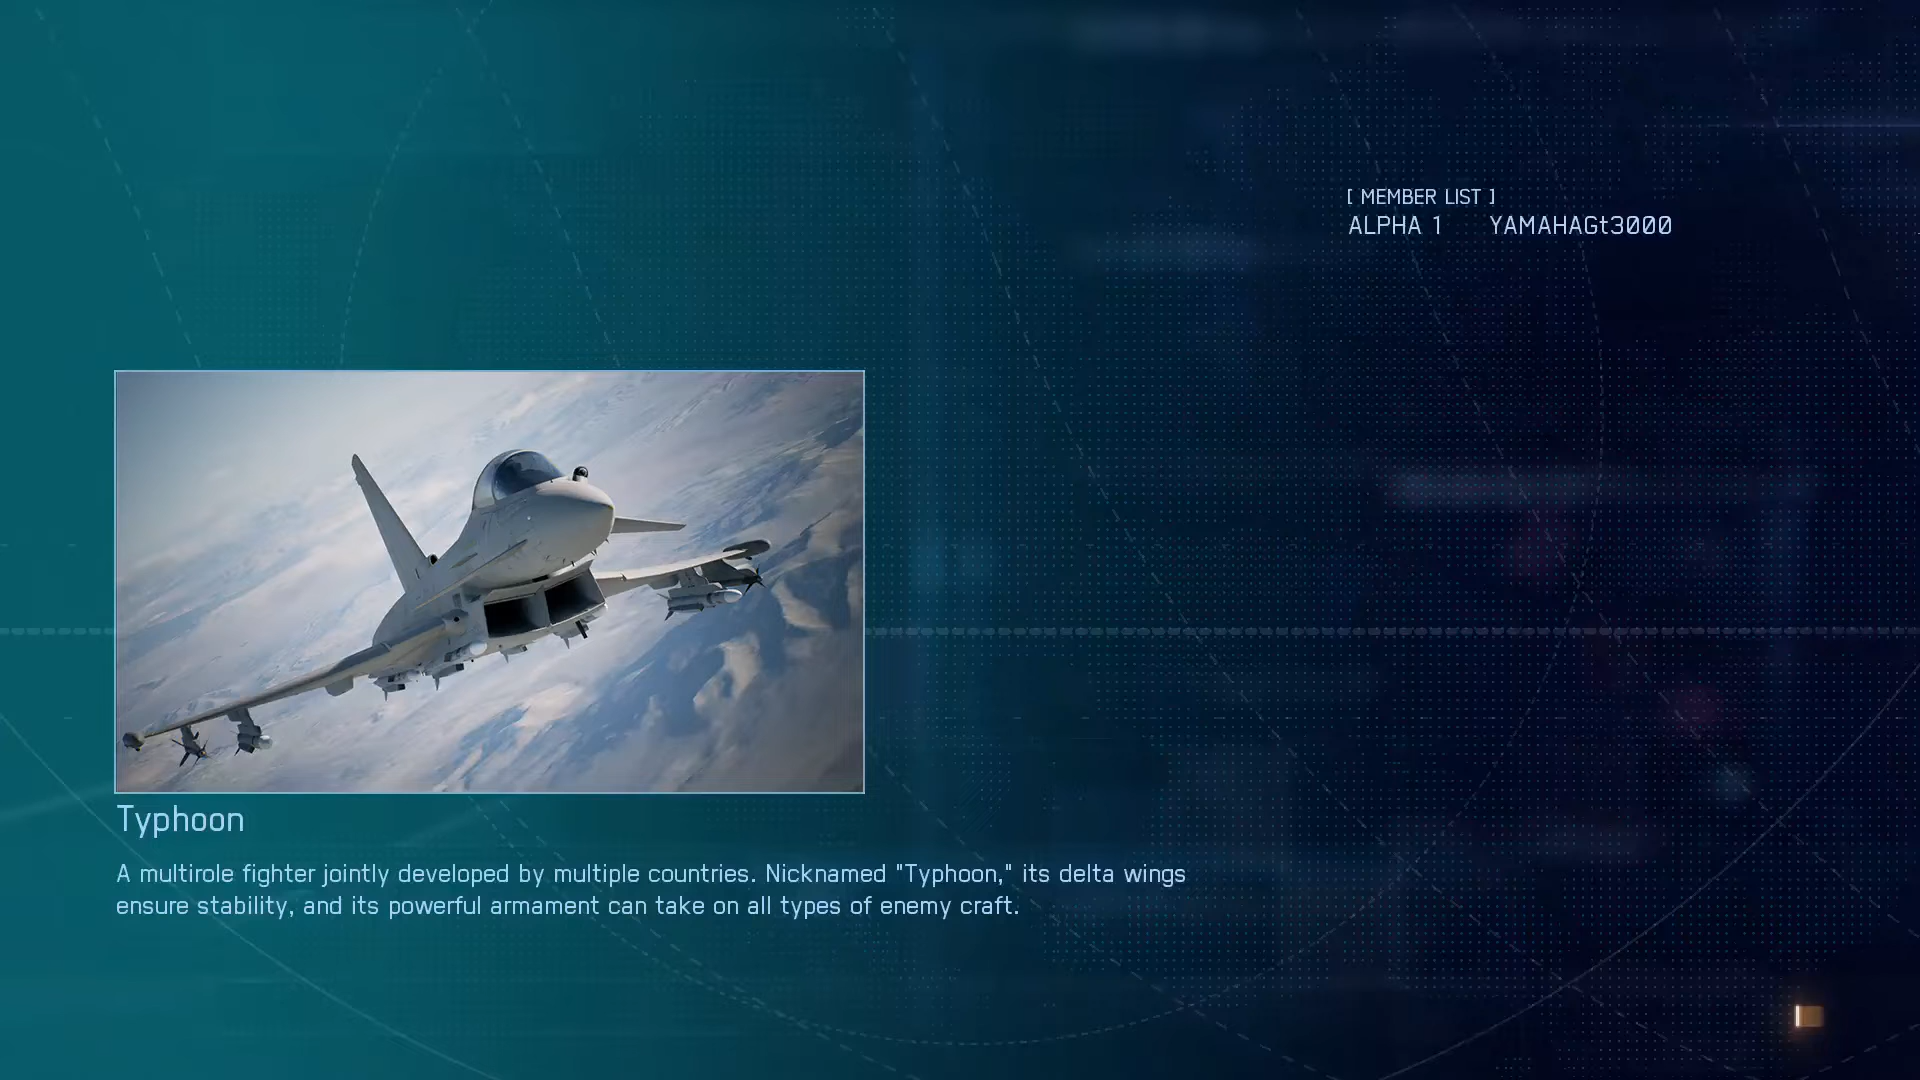 [ MEMBER LIST ]
ALPHA 1 YAMAHAGt3000
Typhoon
A multirole fighter jointly developed by multiple countries. Nicknamed "Typhoon," its delta wings
ensure stability, and its powerful armament can take on all types of enemy craft.